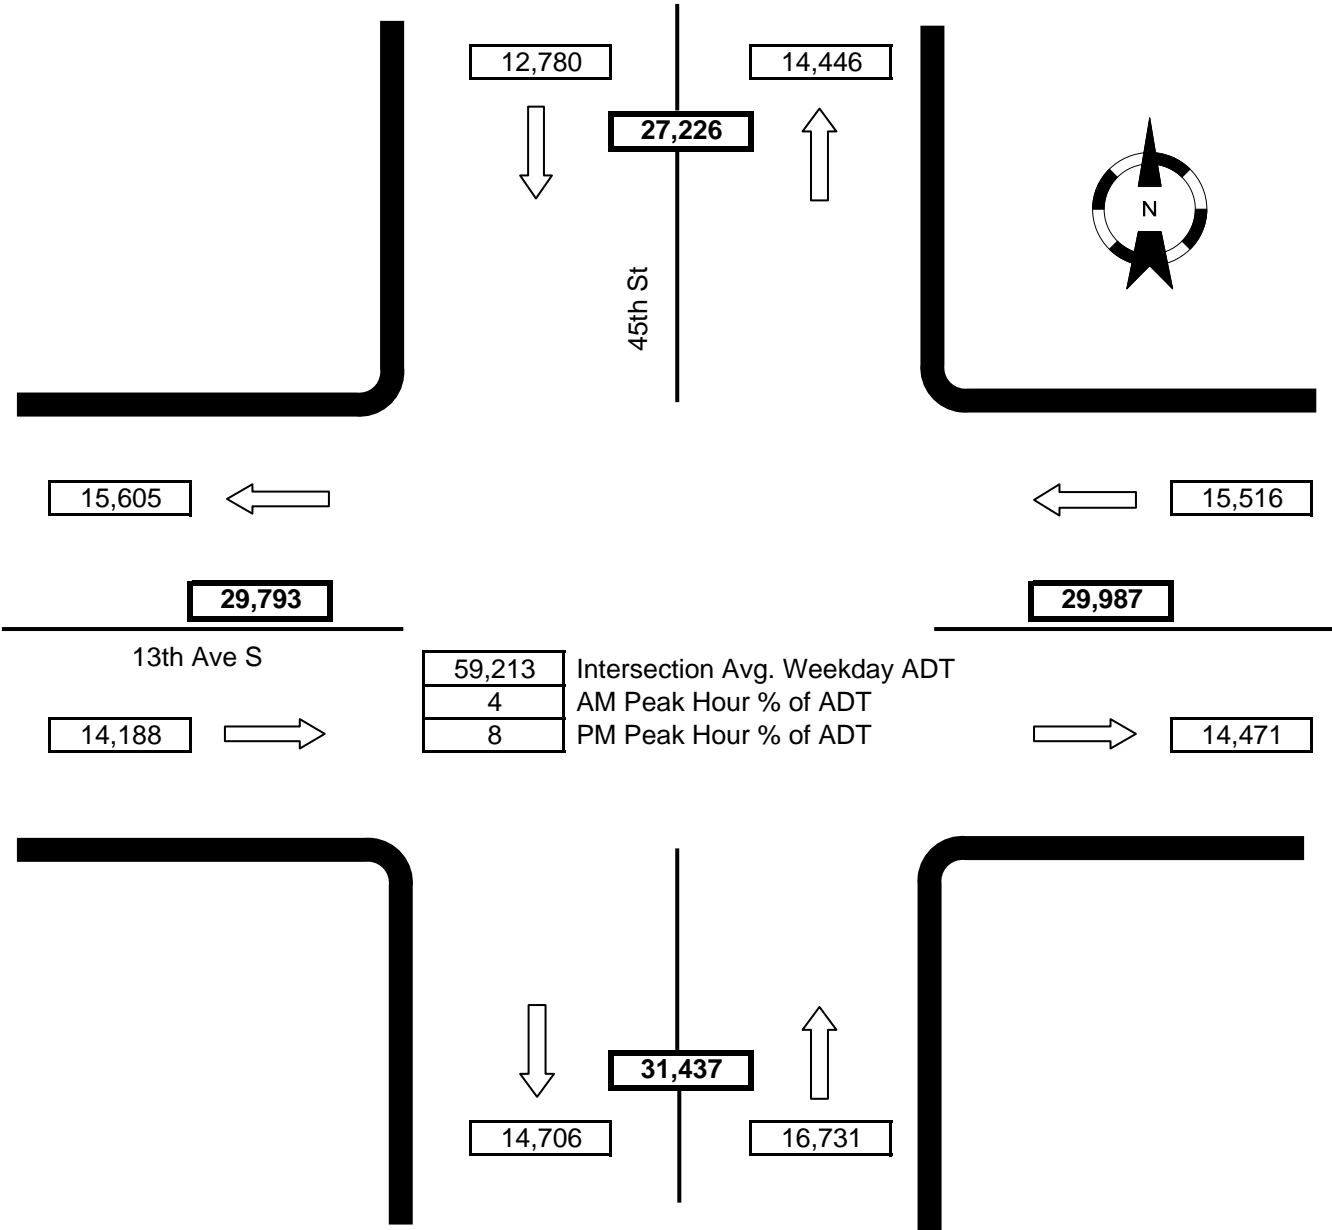 12,780
14,446
27,226
N
45th St
15,605
15,516
29,793
29,987
13th Ave S
59,213 Intersection Avg. Weekday ADT
4 AM Peak Hour % of ADT
8 PM Peak Hour % of ADT
14,188
14,471
31,437
14,706
16,731